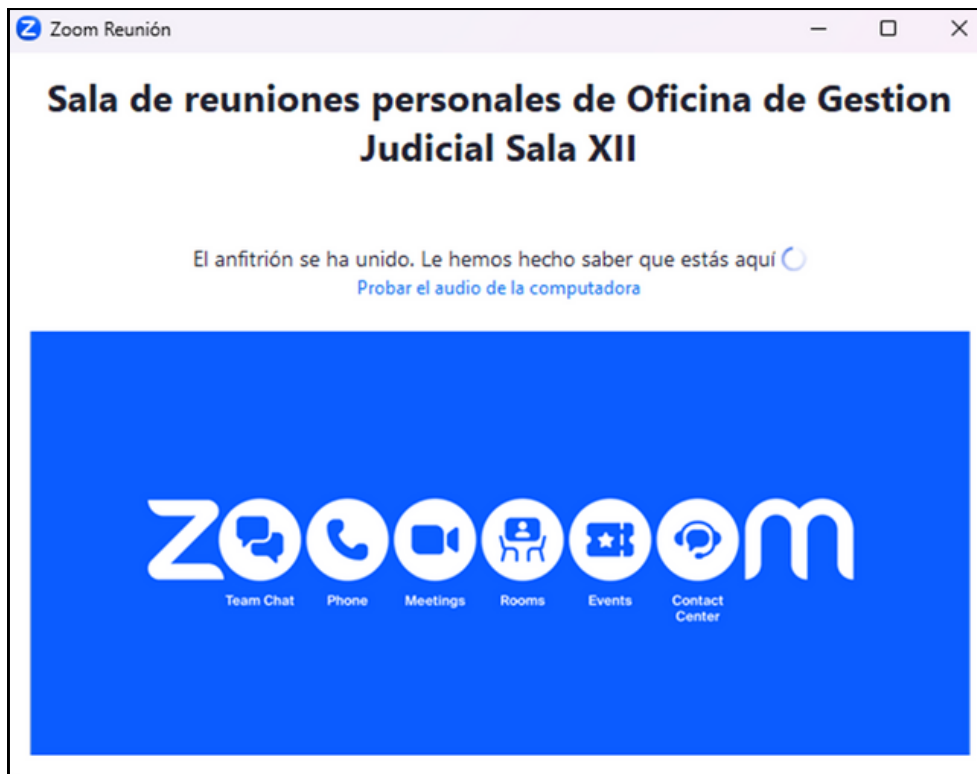 Zoom Reunión
Sala de reuniones personales de Oficina de Gestion
Judicial Sala XII
El anfitrión se ha unido. Le hemos hecho saber que estás aquí
Probar el audio de la computadora
zoooooom
Team Chat Phone Meetings Rooms Events Contact
Center